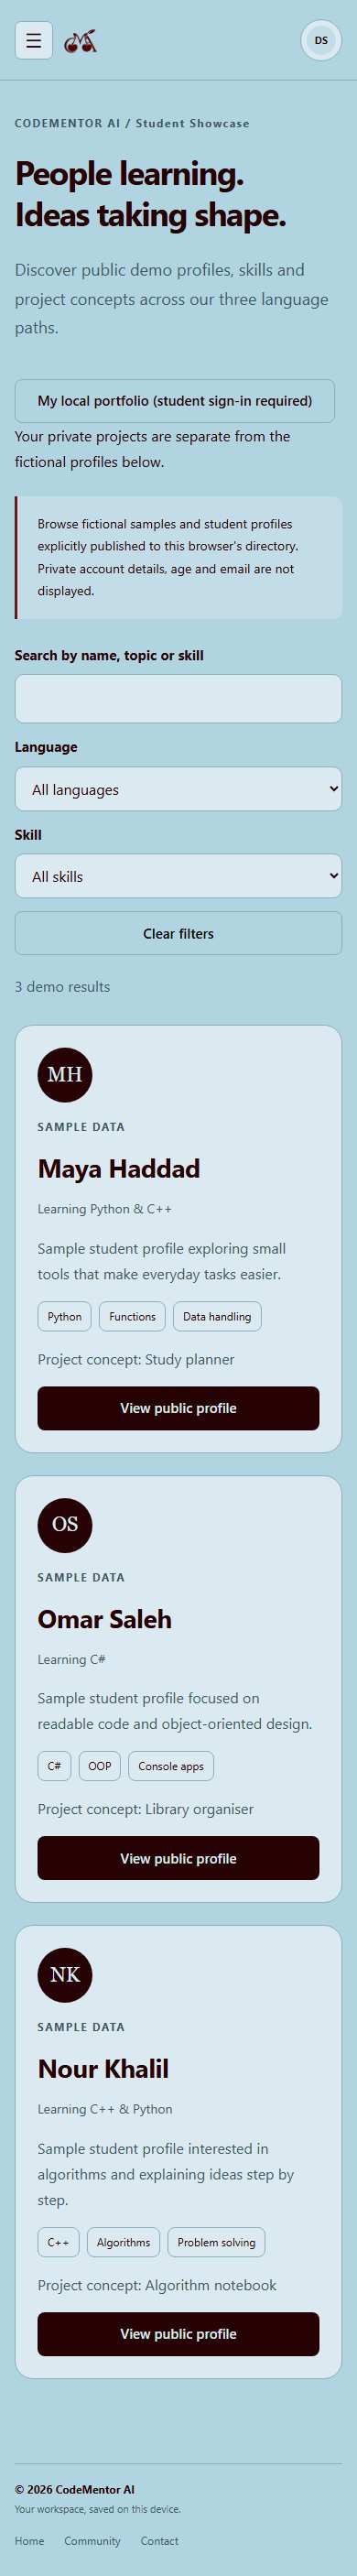 ☰
DS
CODEMENTOR AI / Student Showcase
People learning.
Ideas taking shape.
Discover public demo profiles, skills and
project concepts across our three language
paths.
My local portfolio (student sign-in required)
Your private projects are separate from the
fictional profiles below.
Browse fictional samples and student profiles
explicitly published to this browser's directory.
Private account details, age and email are not
displayed.
Search by name, topic or skill
Language
All languages
Skill
All skills
Clear filters
3 demo results
MH
SAMPLE DATA
Maya Haddad
Learning Python & C++
Sample student profile exploring small
tools that make everyday tasks easier.
Python Functions Data handling
Project concept: Study planner
View public profile
OS
SAMPLE DATA
Omar Saleh
Learning C#
Sample student profile focused on
readable code and object-oriented design.
C# OOP Console apps
Project concept: Library organiser
View public profile
NK
SAMPLE DATA
Nour Khalil
Learning C++ & Python
Sample student profile interested in
algorithms and explaining ideas step by
step.
C++ Algorithms Problem solving
Project concept: Algorithm notebook
View public profile
© 2026 CodeMentor AI
Your workspace, saved on this device.
Home Community Contact